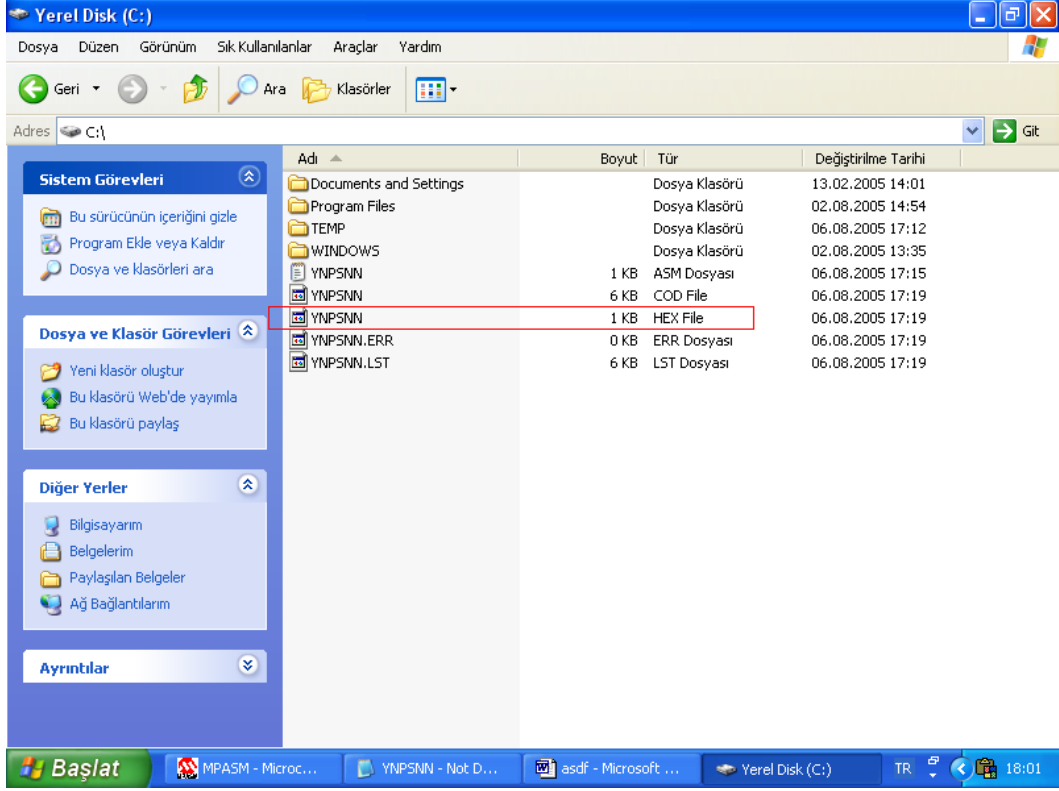 Yerel Disk (C:)
Dosya Düzen Görünüm Sık Kullanılanlar Araçlar Yardım
Geri Ara Klasörler
Adres C:\ Git
Sistem Görevleri
Bu sürücünün içeriğini gizle
Program Ekle veya Kaldır
Dosya ve klasörleri ara
Dosya ve Klasör Görevleri
Yeni klasör oluştur
Bu klasörü Web'de yayımla
Bu klasörü paylaş
Diğer Yerler
Bilgisayarım
Belgelerim
Paylaşılan Belgeler
Ağ Bağlantılarım
Ayrıntılar
Adı Boyut Tür Değiştirilme Tarihi
Documents and Settings Dosya Klasörü 13.02.2005 14:01
Program Files Dosya Klasörü 02.08.2005 14:54
TEMP Dosya Klasörü 06.08.2005 17:12
WINDOWS Dosya Klasörü 02.08.2005 13:35
YNPSNN 1 KB ASM Dosyası 06.08.2005 17:15
YNPSNN 6 KB COD File 06.08.2005 17:19
YNPSNN 1 KB HEX File 06.08.2005 17:19
YNPSNN.ERR 0 KB ERR Dosyası 06.08.2005 17:19
YNPSNN.LST 6 KB LST Dosyası 06.08.2005 17:19
Başlat MPASM - Microc... YNPSNN - Not D... asdf - Microsoft ... Yerel Disk (C:) TR 18:01